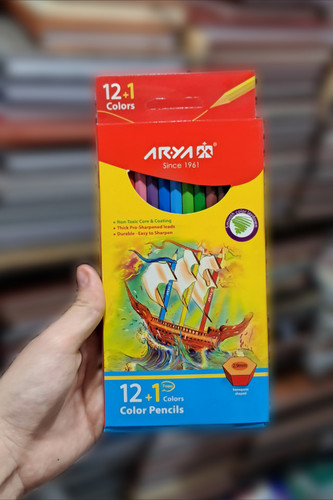 12+1
Colors
ARYA
Since 1961
• Non-Toxic Core & Coating
• Thick Pre-Sharpened leads
• Durable - Easy to Sharpen
12+1
Colors
Color Pencils